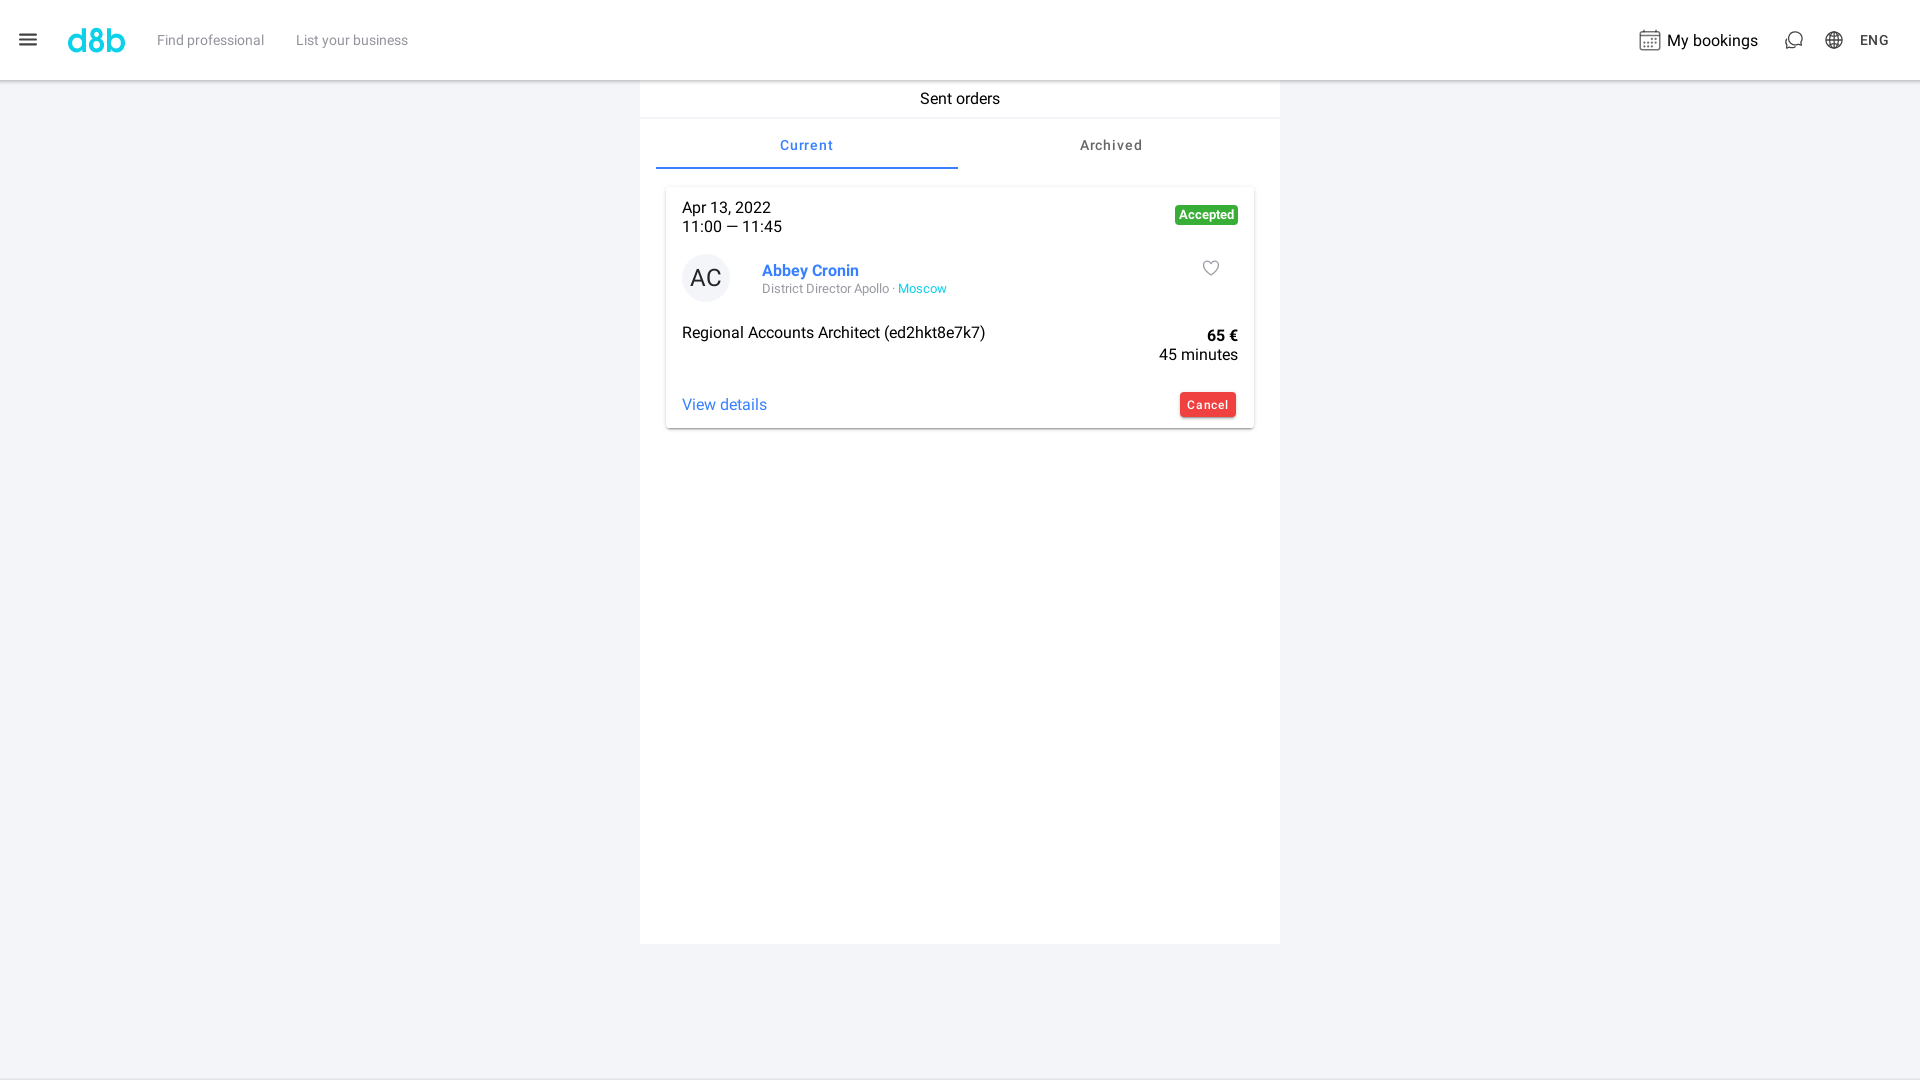 d8b
Find professional
List your business
My bookings
ENG
Sent orders
Current
Archived
Apr 13, 2022
11:00 — 11:45
Accepted
AC
Abbey Cronin
District Director Apollo · Moscow
Regional Accounts Architect (ed2hkt8e7k7)
65 €
45 minutes
View details
Cancel